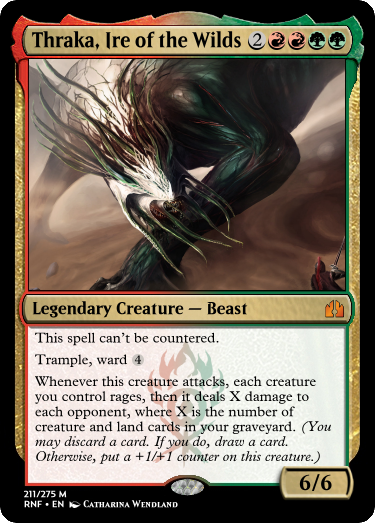 Thraka, Ire of the Wilds 2
Legendary Creature — Beast
This spell can't be countered.
Trample, ward 4
Whenever this creature attacks, each creature
you control rages, then it deals X damage to
each opponent, where X is the number of
creature and land cards in your graveyard. (You
may discard a card. If you do, draw a card.
Otherwise, put a +1/+1 counter on this creature.)
6/6
211/275 M
RNF • EN Catharina Wendland